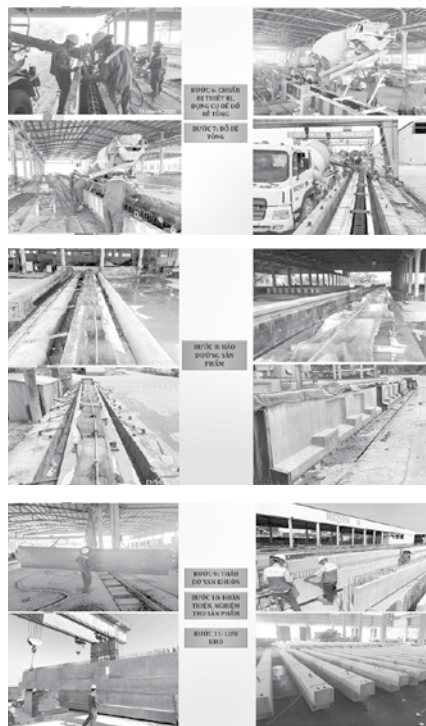 BƯỚC 6: CHUẨN
BỊ THIẾT BỊ,
DỤNG CỤ ĐỂ ĐỔ
BÊ TÔNG
BƯỚC 7: ĐỔ BÊ
TÔNG
BƯỚC 8: BẢO
DƯỠNG SẢN
PHẨM
BƯỚC 9: THÁO
DỠ VÁN KHUÔN
BƯỚC 10: HOÀN
THIỆN, NGHIỆM
THU SẢN PHẨM
BƯỚC 11: LƯU
KHO